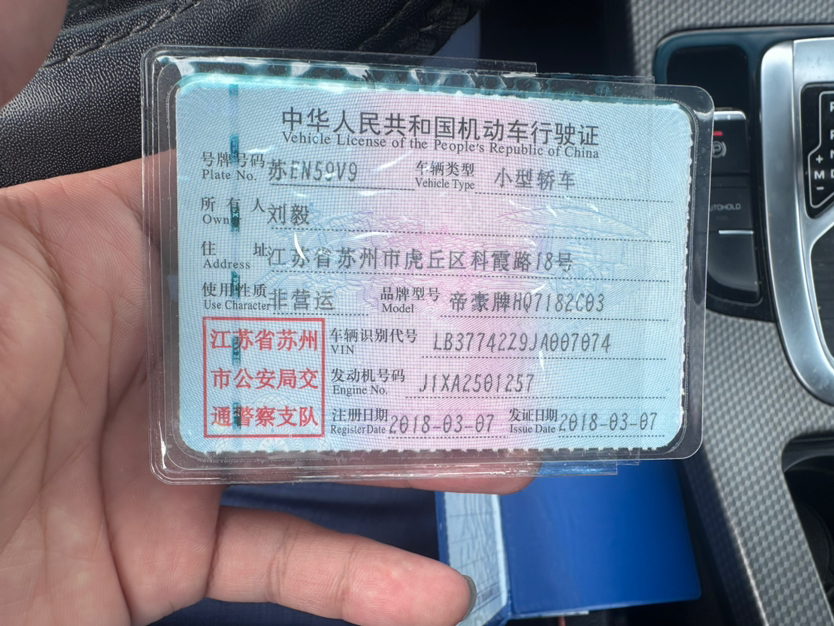 中华人民共和国机动车行驶证
Vehicle License of the People's Republic of China
号牌号码 苏EN59V9 车辆类型 小型轿车
Plate No. Vehicle Type
所有人 刘毅
Owner
住址 江苏省苏州市虎丘区科霞路18号
Address
使用性质 非营运 品牌型号 帝豪牌HQ7182C03
Use Character Model
江苏省苏州 车辆识别代号 LB37742Z9JA007074
VIN
市公安局交 发动机号码 J1XA2501257
Engine No.
通警察支队 注册日期 2018-03-07 发证日期 2018-03-07
Register Date Issue Date
AUTOHOLD
M D